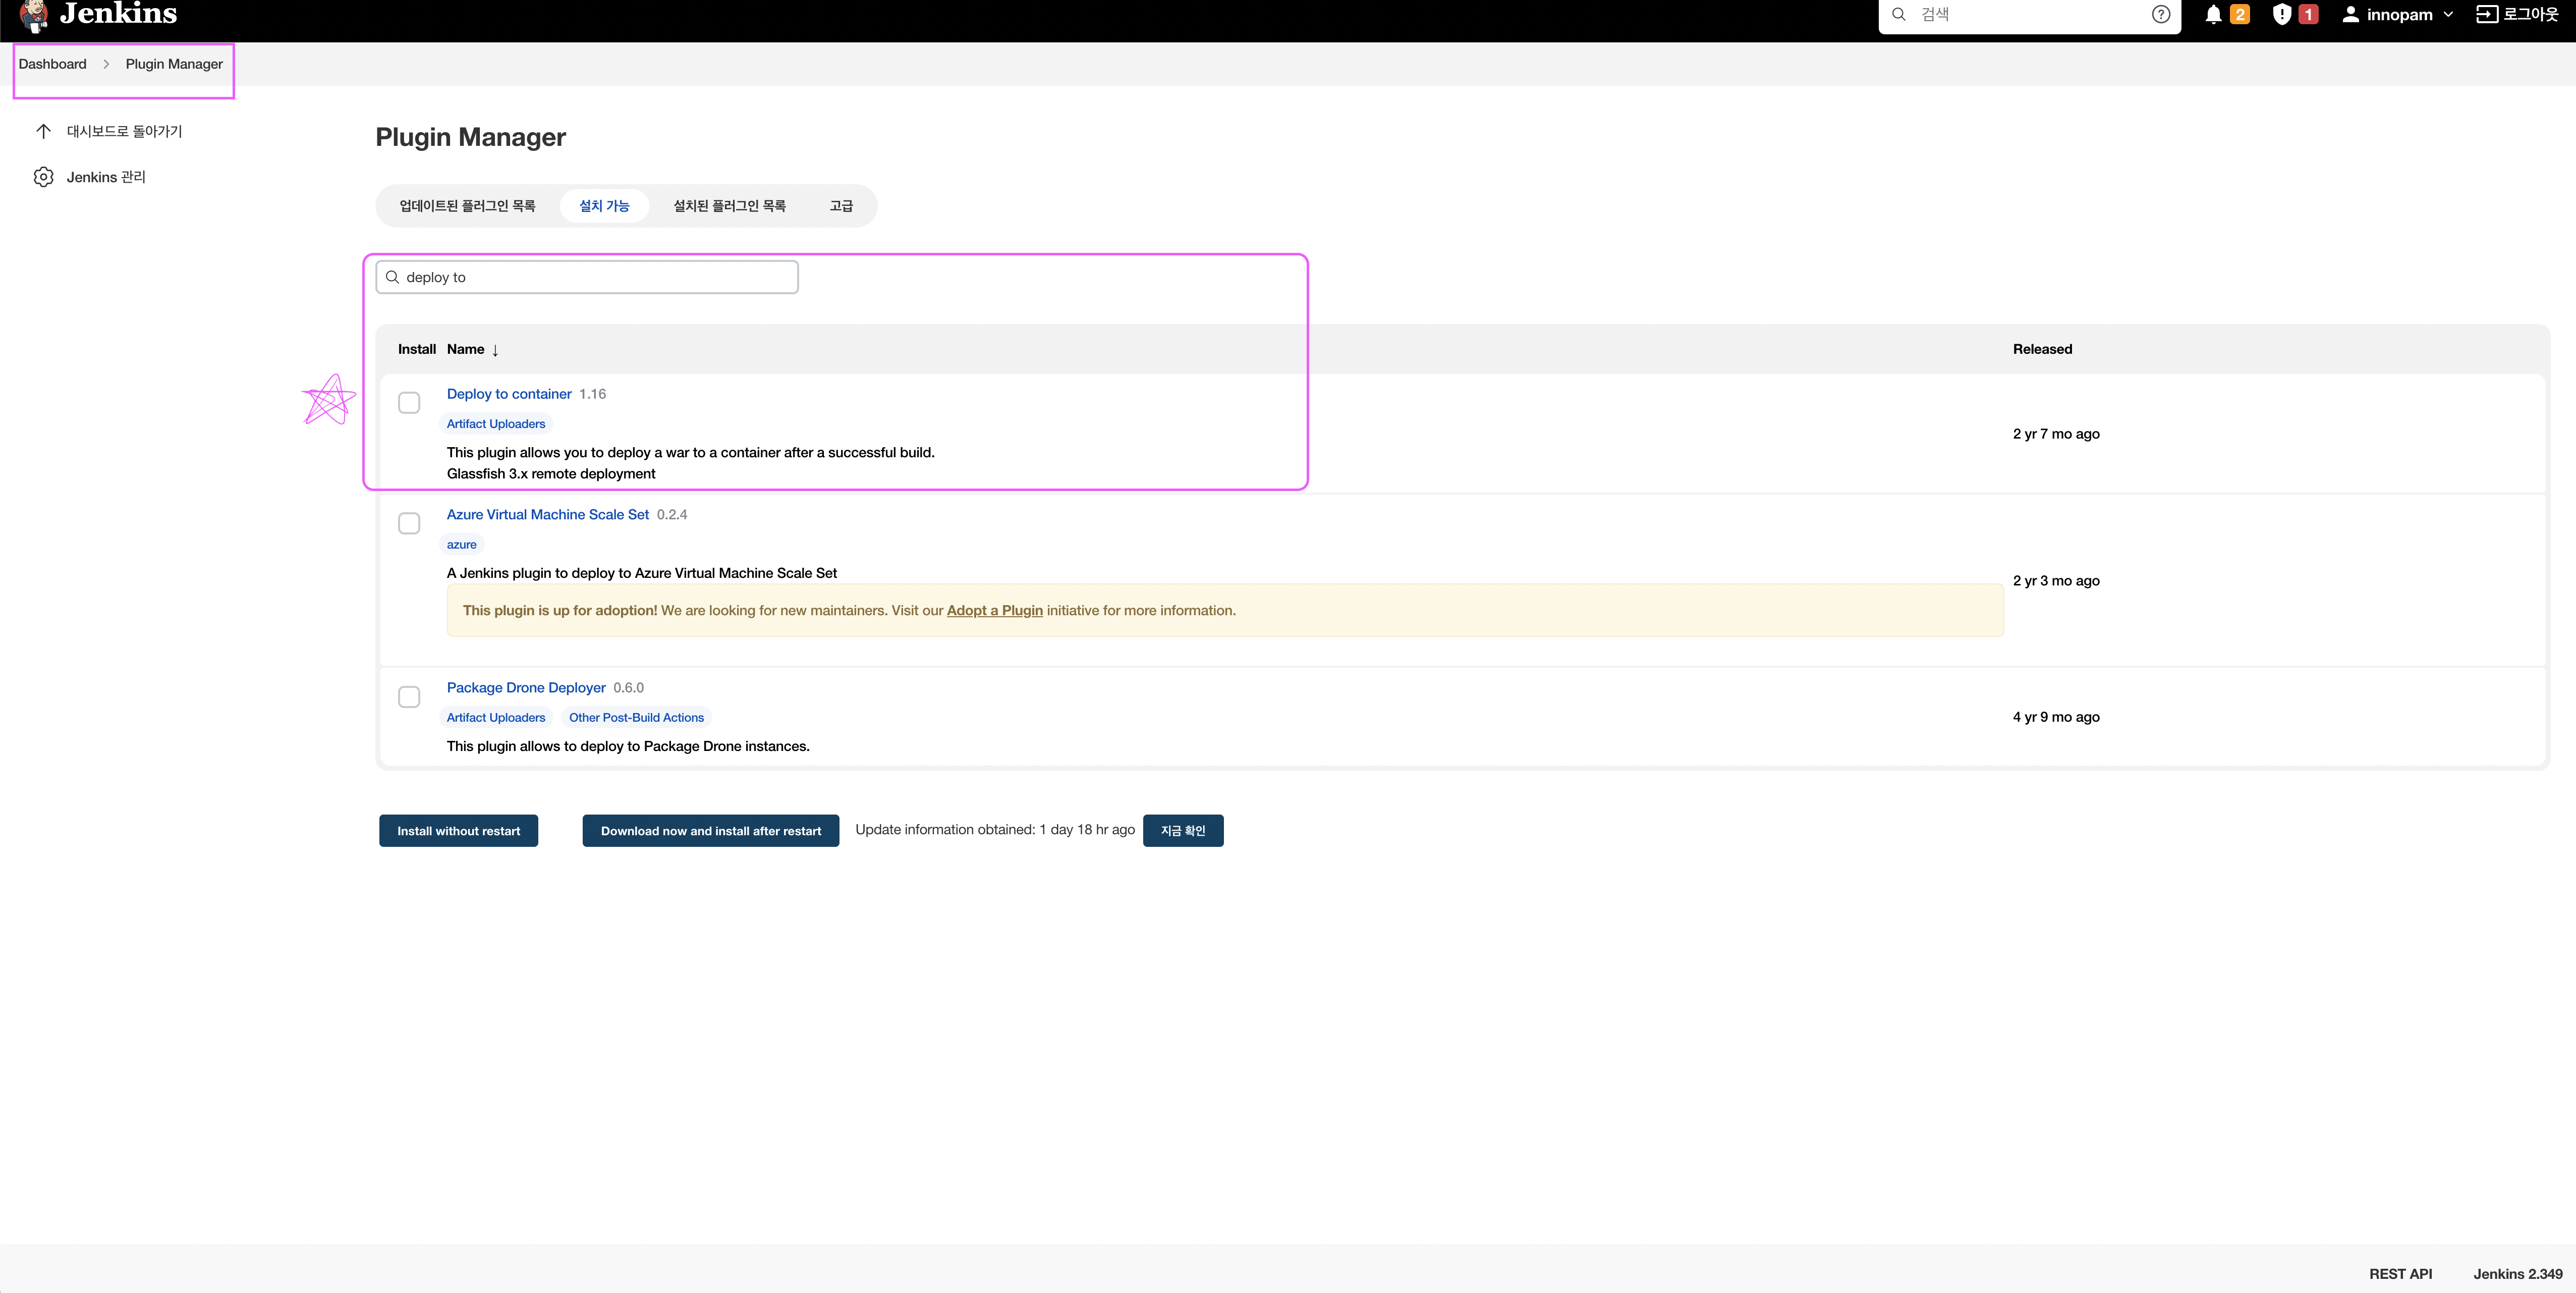 Jenkins
검색
2
1
innopam
로그아웃
Dashboard
Plugin Manager
대시보드로 돌아가기
Jenkins 관리
Plugin Manager
업데이트된 플러그인 목록
설치 가능
설치된 플러그인 목록
고급
deploy to
Install Name ↓
Released
Deploy to container 1.16
Artifact Uploaders
This plugin allows you to deploy a war to a container after a successful build.
Glassfish 3.x remote deployment
2 yr 7 mo ago
Azure Virtual Machine Scale Set 0.2.4
azure
A Jenkins plugin to deploy to Azure Virtual Machine Scale Set
This plugin is up for adoption! We are looking for new maintainers. Visit our Adopt a Plugin initiative for more information.
2 yr 3 mo ago
Package Drone Deployer 0.6.0
Artifact Uploaders
Other Post-Build Actions
This plugin allows to deploy to Package Drone instances.
4 yr 9 mo ago
Install without restart
Download now and install after restart
Update information obtained: 1 day 18 hr ago
지금 확인
REST API
Jenkins 2.349